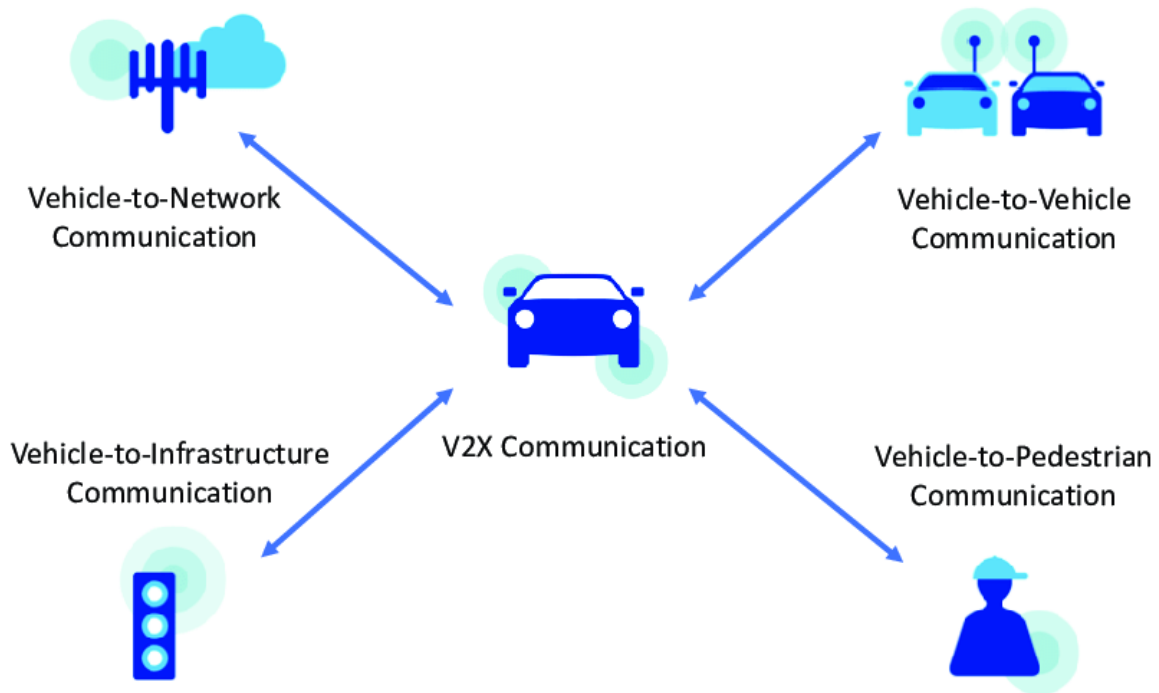 Vehicle-to-Network
Communication
Vehicle-to-Vehicle
Communication
V2X Communication
Vehicle-to-Infrastructure
Communication
Vehicle-to-Pedestrian
Communication